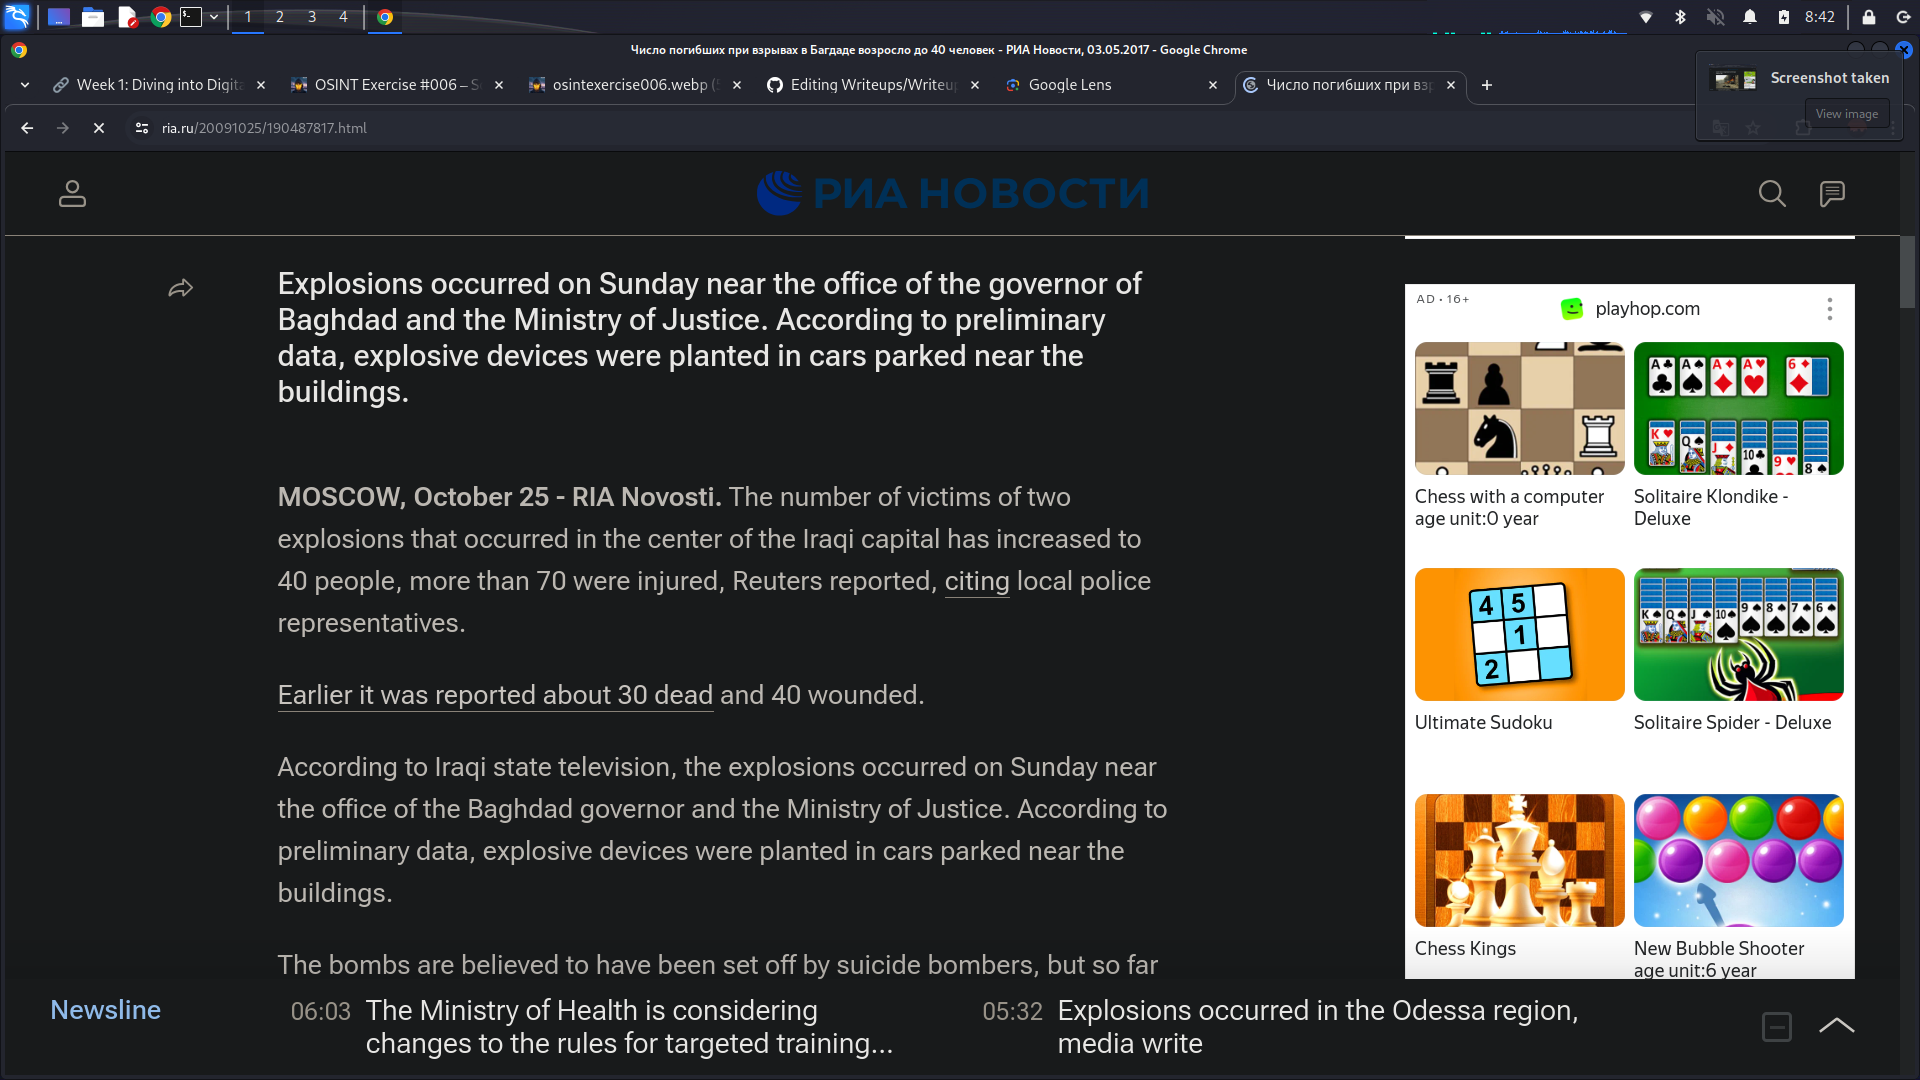 1 2 3 4
8:42
Число погибших при взрывах в Багдаде возросло до 40 человек - РИА Новости, 03.05.2017 - Google Chrome
Week 1: Diving into Digita
OSINT Exercise #006 – S
osintexercise006.webp (
Editing Writeups/Writeup
Google Lens
Число погибших при взр
Screenshot taken
View image
ria.ru/20091025/190487817.html
РИА НОВОСТИ
Explosions occurred on Sunday near the office of the governor of
Baghdad and the Ministry of Justice. According to preliminary
data, explosive devices were planted in cars parked near the
buildings.
MOSCOW, October 25 - RIA Novosti. The number of victims of two
explosions that occurred in the center of the Iraqi capital has increased to
40 people, more than 70 were injured, Reuters reported, citing local police
representatives.
Earlier it was reported about 30 dead and 40 wounded.
According to Iraqi state television, the explosions occurred on Sunday near
the office of the Baghdad governor and the Ministry of Justice. According to
preliminary data, explosive devices were planted in cars parked near the
buildings.
The bombs are believed to have been set off by suicide bombers, but so far
AD • 16+
playhop.com
Chess with a computer
age unit:0 year
Solitaire Klondike -
Deluxe
Ultimate Sudoku
Solitaire Spider - Deluxe
Chess Kings
New Bubble Shooter
age unit:6 year
Newsline
06:03 The Ministry of Health is considering
changes to the rules for targeted training...
05:32 Explosions occurred in the Odessa region,
media write